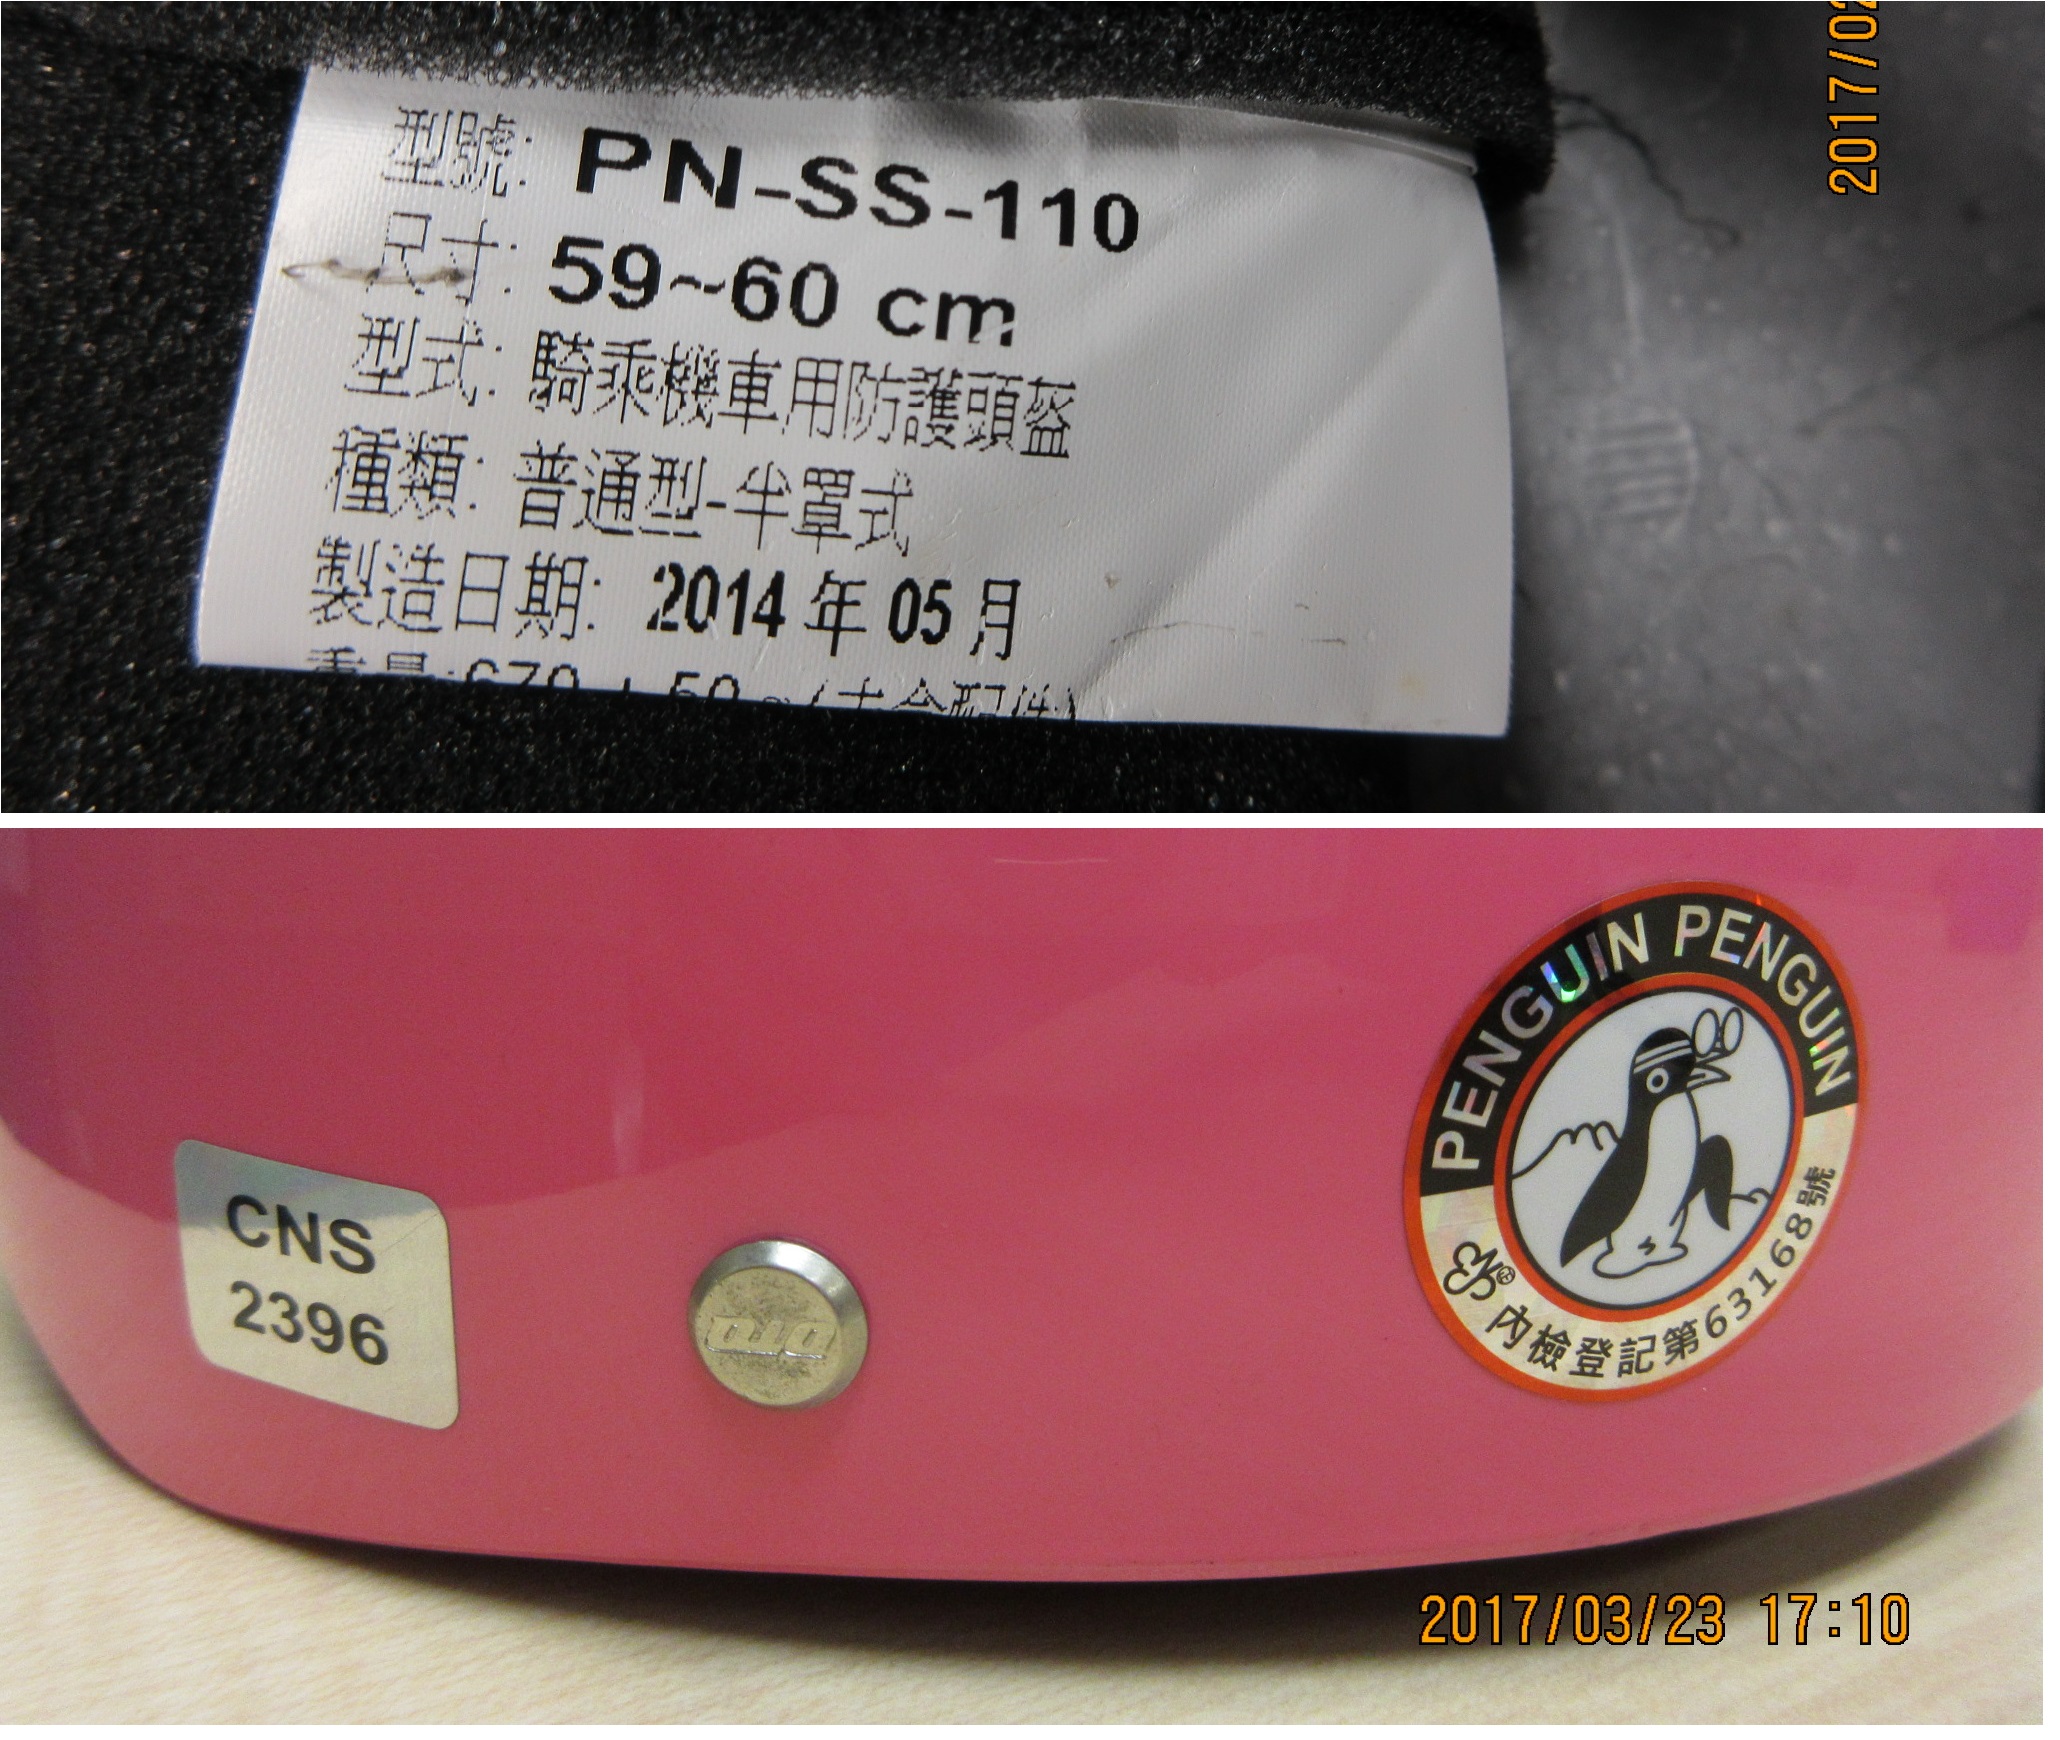 2017/02
型號: PN-SS-110
尺寸: 59~60 cm
型式: 騎乘機車用防護頭盔
種類: 普通型-半罩式
製造日期: 2014 年 05 月
PENGUIN PENGUIN
內檢登記第63168號
CNS
2396
2017/03/23 17:10